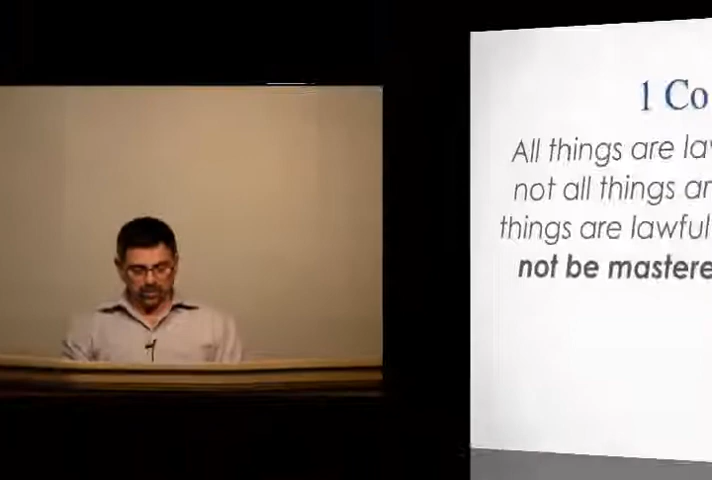 1 Co
All things are la
not all things ar
things are lawful
not be mastere